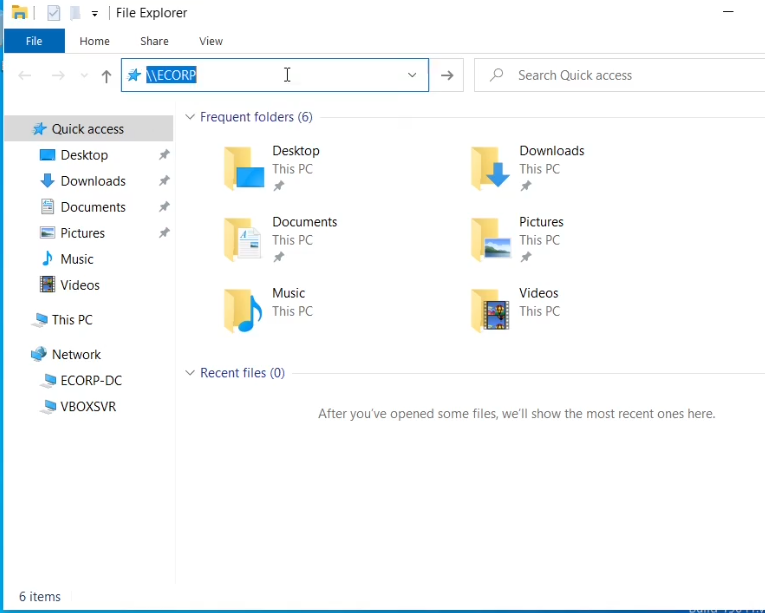 File Explorer
File Home Share View
\\ECORP
Search Quick access
Quick access
Desktop
Downloads
Documents
Pictures
Music
Videos
This PC
Network
ECORP-DC
VBOXSVR
Frequent folders (6)
Desktop
This PC
Downloads
This PC
Documents
This PC
Pictures
This PC
Music
This PC
Videos
This PC
Recent files (0)
After you've opened some files, we'll show the most recent ones here.
6 items